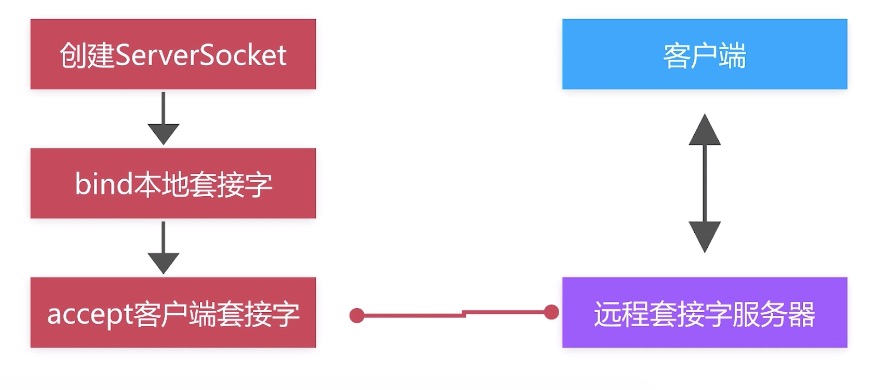 创建ServerSocket
客户端
bind本地套接字
accept客户端套接字
远程套接字服务器